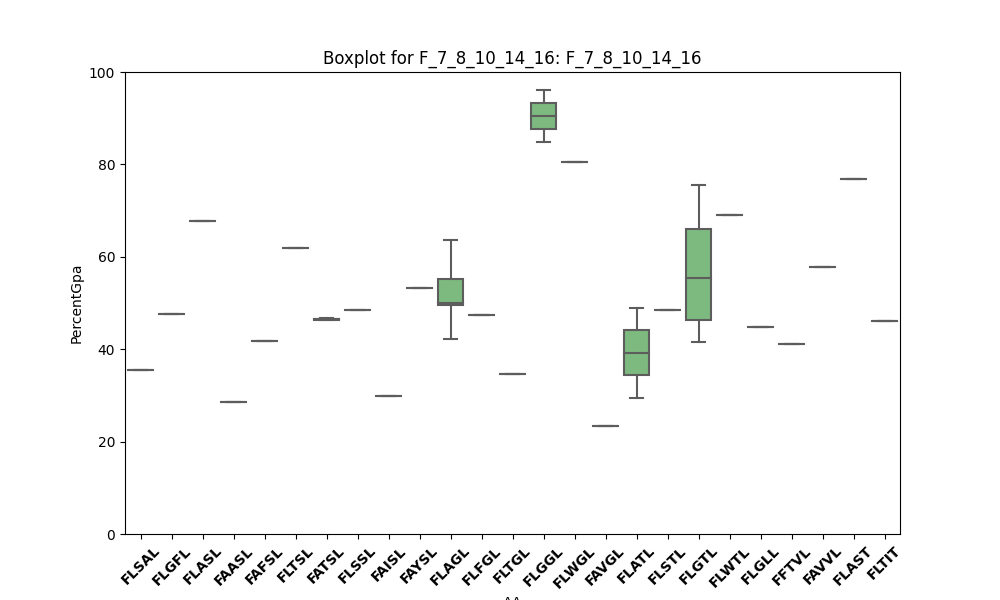 Boxplot for F_7_8_10_14_16: F_7_8_10_14_16
100
80
60
40
20
0
PercentGpa
FLSAL
FLGFL
FLASL
FAASL
FAFSL
FLTSL
FATSL
FLSSL
FAISL
FAYSL
FLAGL
FLFGL
FLTGL
FLGGL
FLWGL
FAVGL
FLATL
FLSTL
FLGTL
FLWTL
FLGLL
FFTVL
FAVVL
FLAST
FLTIT